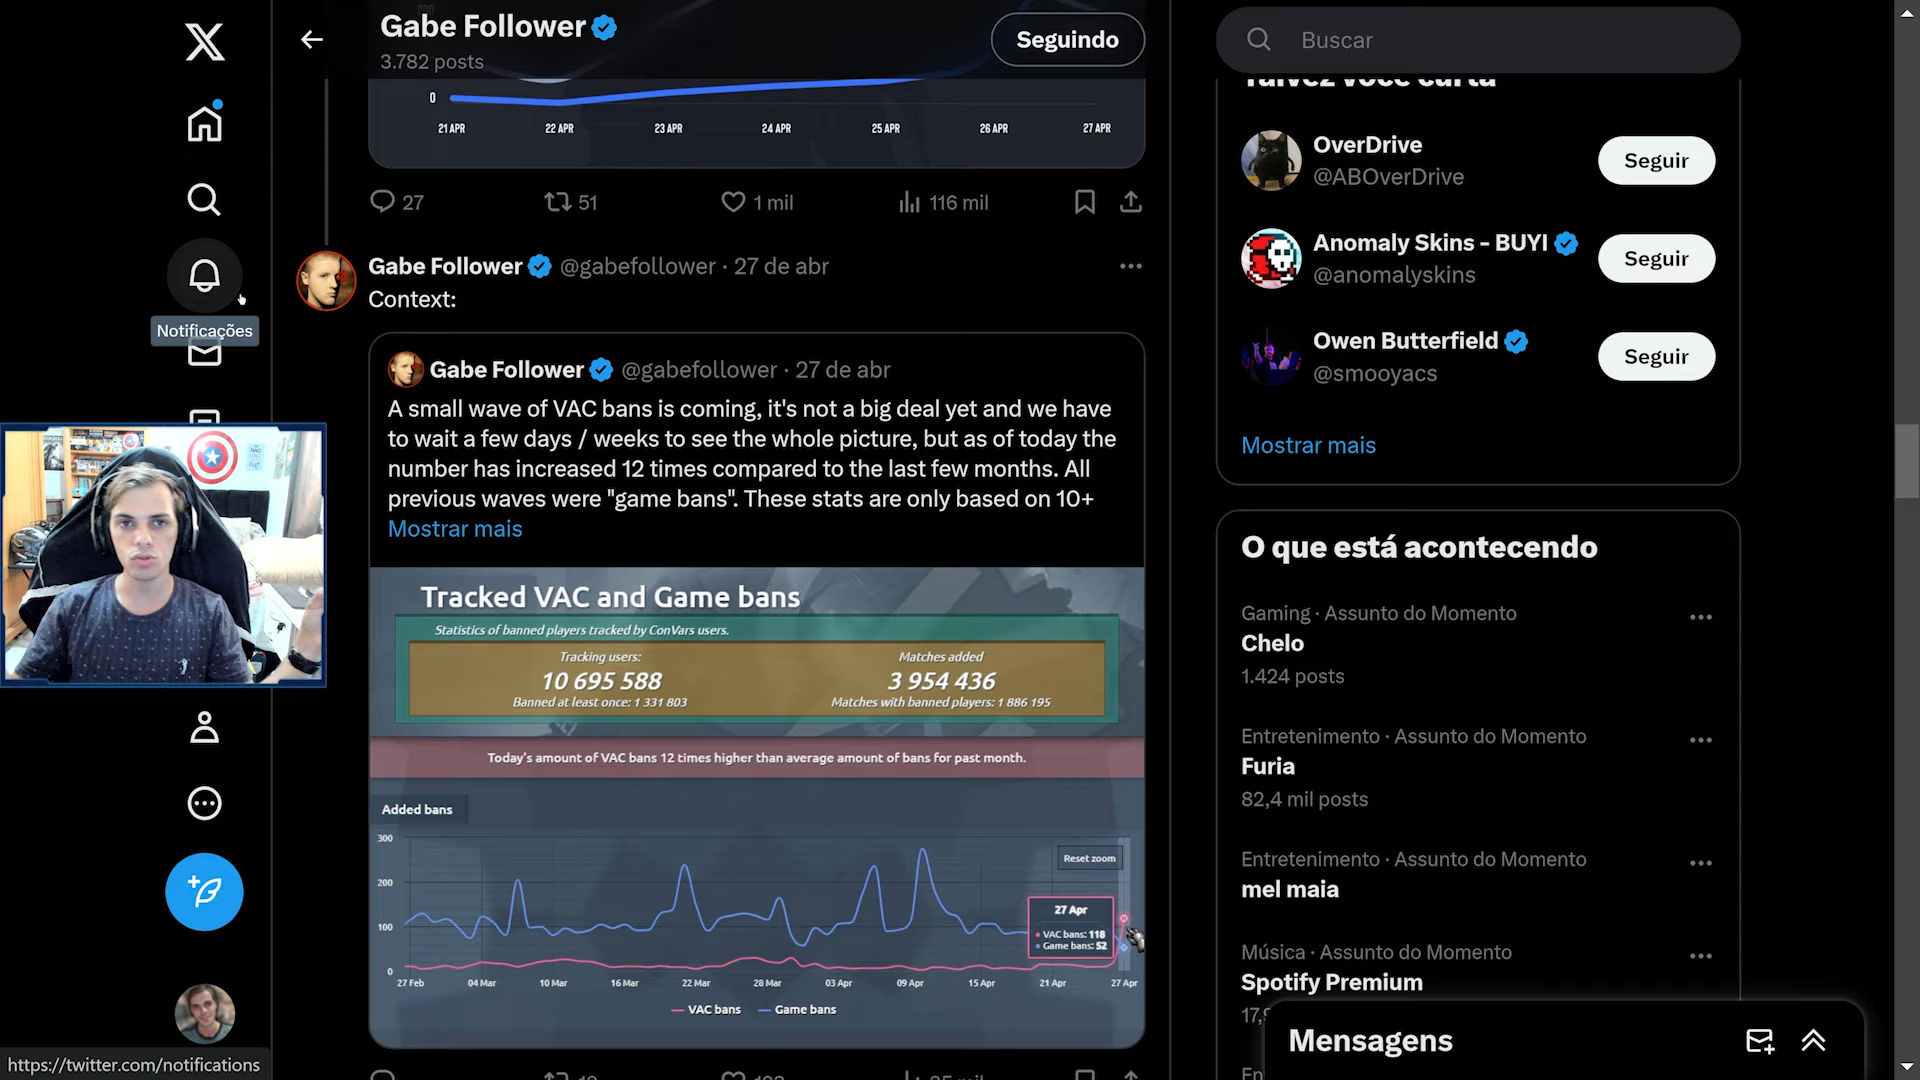 Gabe Follower
3.782 posts
Seguindo
0
21 APR 22 APR 23 APR 24 APR 25 APR 26 APR 27 APR
27 51 1 mil 116 mil
Gabe Follower @gabefollower · 27 de abr
Context:
Gabe Follower @gabefollower · 27 de abr
A small wave of VAC bans is coming, it's not a big deal yet and we have
to wait a few days / weeks to see the whole picture, but as of today the
number has increased 12 times compared to the last few months. All
previous waves were "game bans". These stats are only based on 10+
Mostrar mais
Tracked VAC and Game bans
Statistics of banned players tracked by ConVars users.
Tracking users:
10 695 588
Banned at least once: 1 331 803
Matches added
3 954 436
Matches with banned players: 1 886 195
Today's amount of VAC bans 12 times higher than average amount of bans for past month.
Added bans
300
200
100
0
Reset zoom
27 Apr
VAC bans: 118
Game bans: 52
27 Feb 04 Mar 10 Mar 16 Mar 22 Mar 28 Mar 03 Apr 09 Apr 15 Apr 21 Apr 27 Apr
VAC bans Game bans
Notificações
https://twitter.com/notifications
Buscar
Talvez você curta
OverDrive
@ABOverDrive
Seguir
Anomaly Skins - BUYI
@anomalyskins
Seguir
Owen Butterfield
@smooyacs
Seguir
Mostrar mais
O que está acontecendo
Gaming · Assunto do Momento
Chelo
1.424 posts
Entretenimento · Assunto do Momento
Furia
82,4 mil posts
Entretenimento · Assunto do Momento
mel maia
Música · Assunto do Momento
Spotify Premium
Mensagens